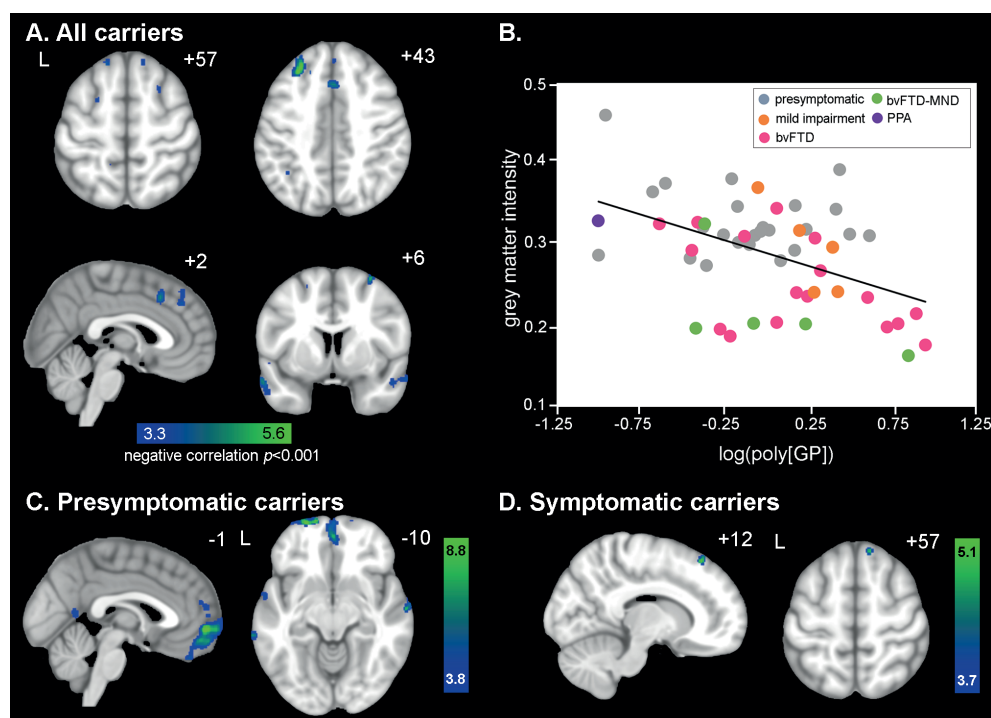 A. All carriers
L
+57
+43
+2
+6
3.3
5.6
negative correlation p<0.001
B.
0.5
0.4
0.3
0.2
0.1
grey matter intensity
presymptomatic
mild impairment
bvFTD
bvFTD-MND
PPA
-1.25
-0.75
-0.25
0.25
0.75
1.25
log(poly[GP])
C. Presymptomatic carriers
-1
L
-10
8.8
3.8
D. Symptomatic carriers
+12
L
+57
5.1
3.7